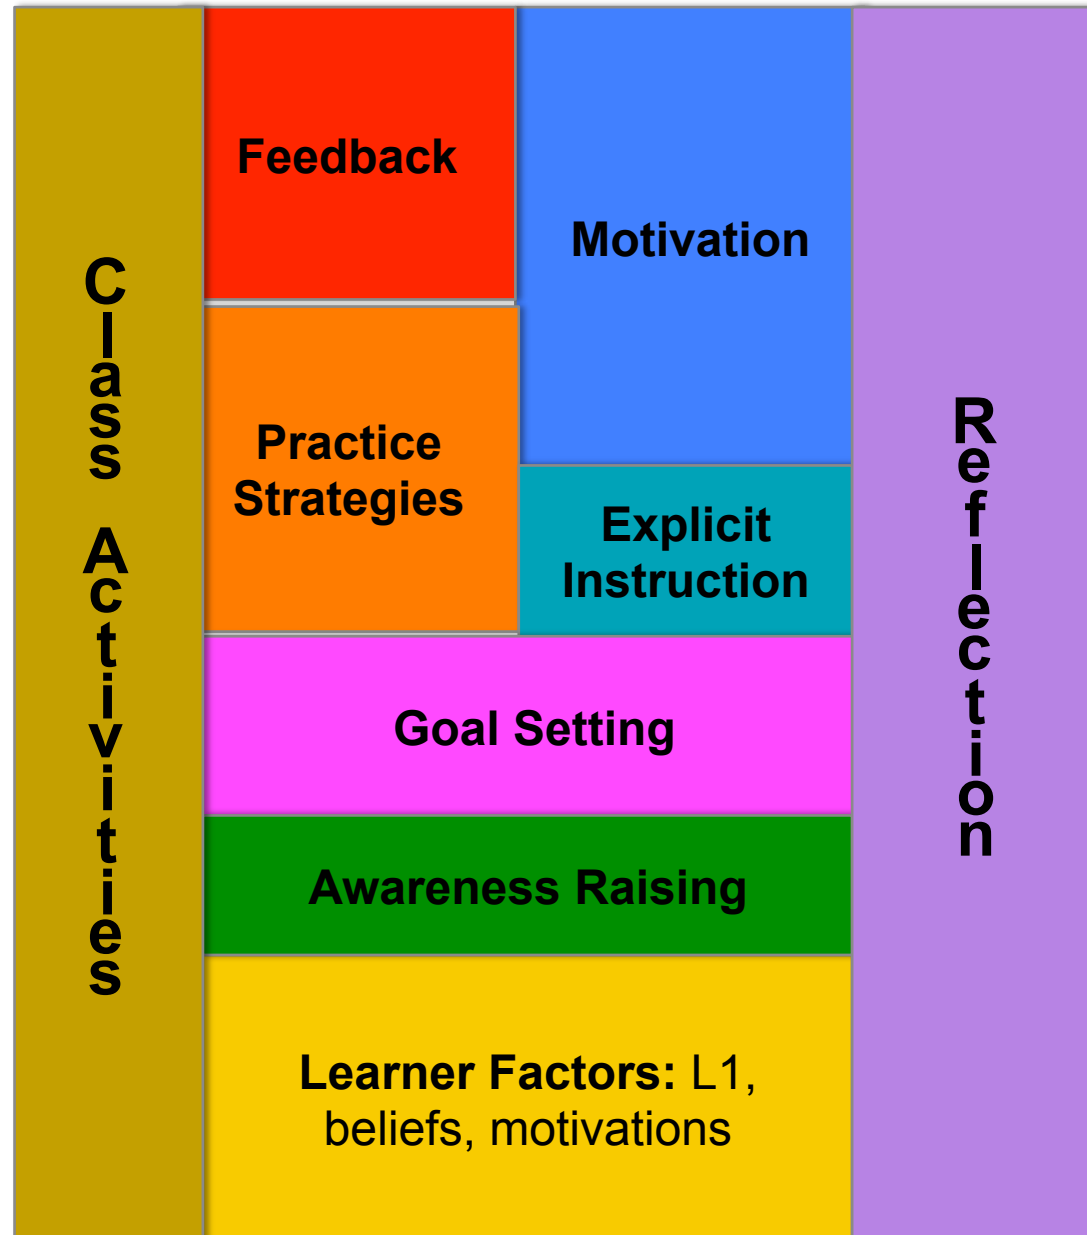 Class Activities
Feedback
Motivation
Practice
Strategies
Explicit
Instruction
Goal Setting
Awareness Raising
Learner Factors: L1,
beliefs, motivations
Reflection